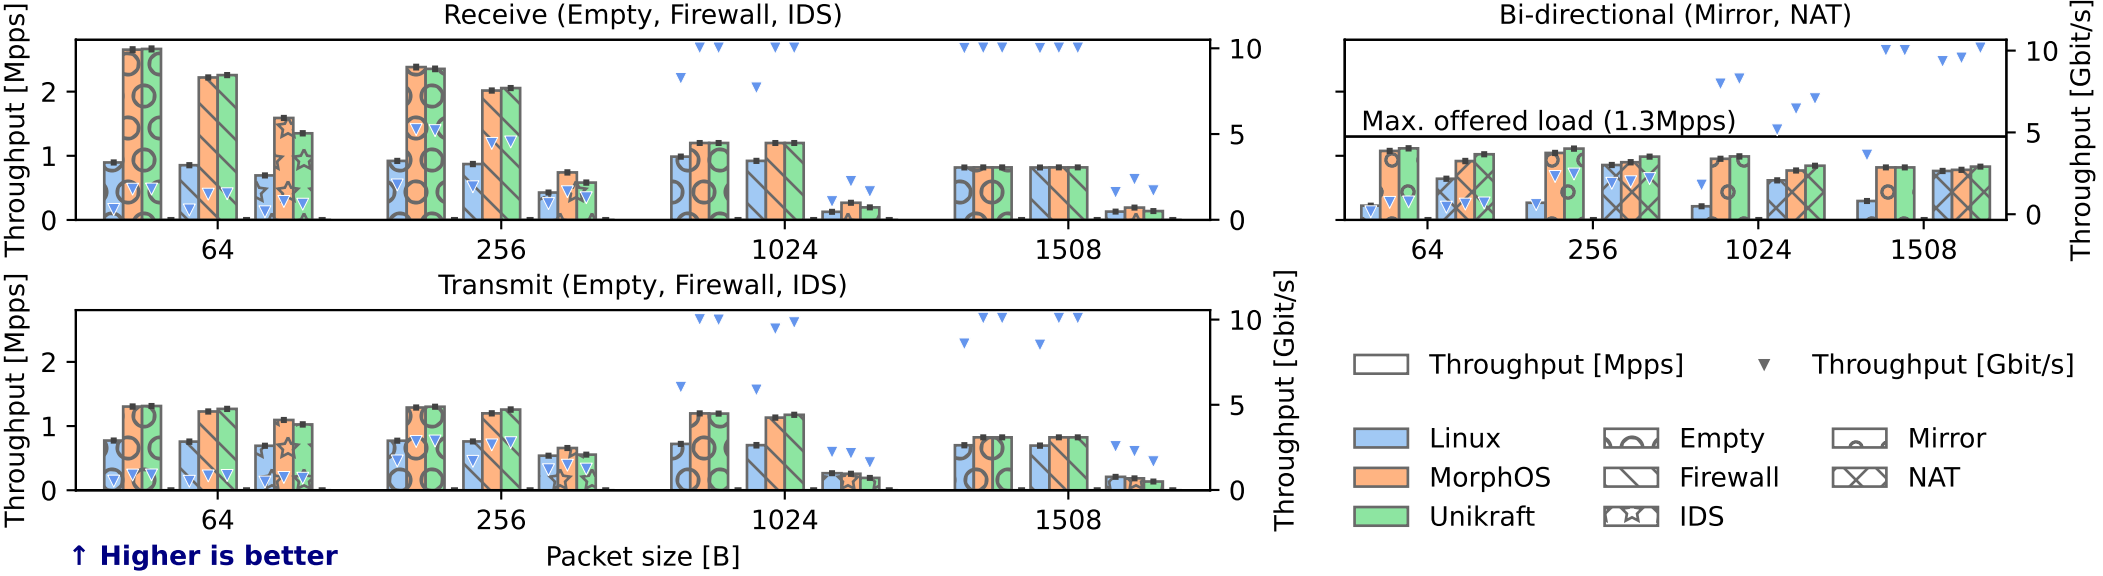 Receive (Empty, Firewall, IDS)
Throughput [Mpps]
2
1
0
10
5
0
64
256
1024
1508
Bi-directional (Mirror, NAT)
Max. offered load (1.3Mpps)
10
5
0
Throughput [Gbit/s]
64
256
1024
1508
Transmit (Empty, Firewall, IDS)
Throughput [Mpps]
2
1
0
10
5
0
Throughput [Gbit/s]
64
256
1024
1508
↑ Higher is better
Packet size [B]
Throughput [Mpps]
Throughput [Gbit/s]
Linux
Empty
Mirror
MorphOS
Firewall
NAT
Unikraft
IDS